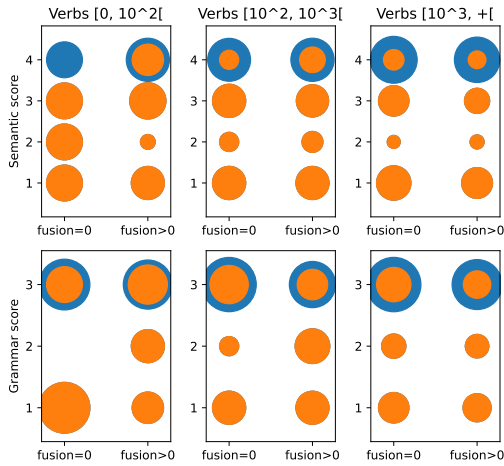 Verbs [0, 10^2[ Verbs [10^2, 10^3[ Verbs [10^3, +[
Semantic score
4
3
2
1
fusion=0 fusion>0 fusion=0 fusion>0 fusion=0 fusion>0
Grammar score
3
2
1
fusion=0 fusion>0 fusion=0 fusion>0 fusion=0 fusion>0